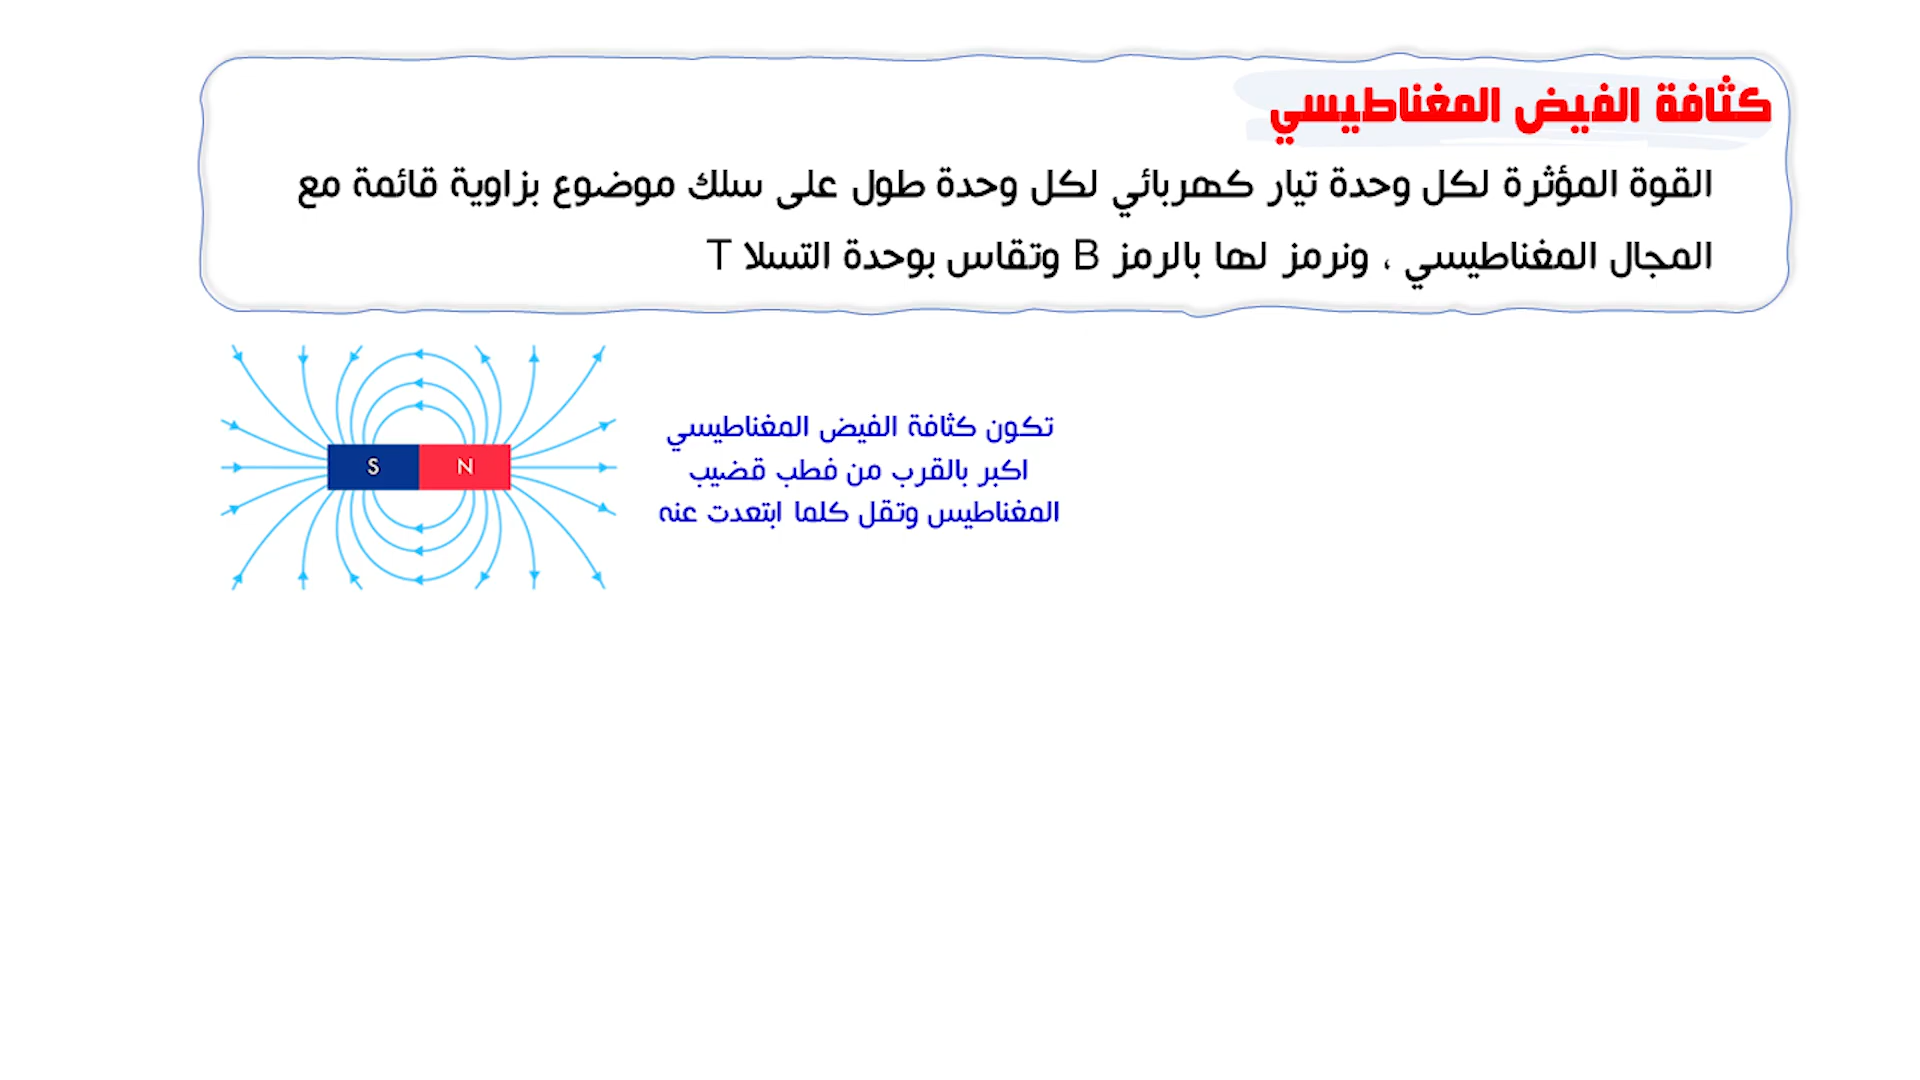 كثافة الفيض المغناطيسي
القوة المؤثرة لكل وحدة تيار كهربائي لكل وحدة طول على سلك موضوع بزاوية قائمة مع
المجال المغناطيسي ، ونرمز لها بالرمز B وتقاس بوحدة التسلا T
تكون كثافة الفيض المغناطيسي
اكبر بالقرب من فطب قضيب
المغناطيس وتقل كلما ابتعدت عنه
S N